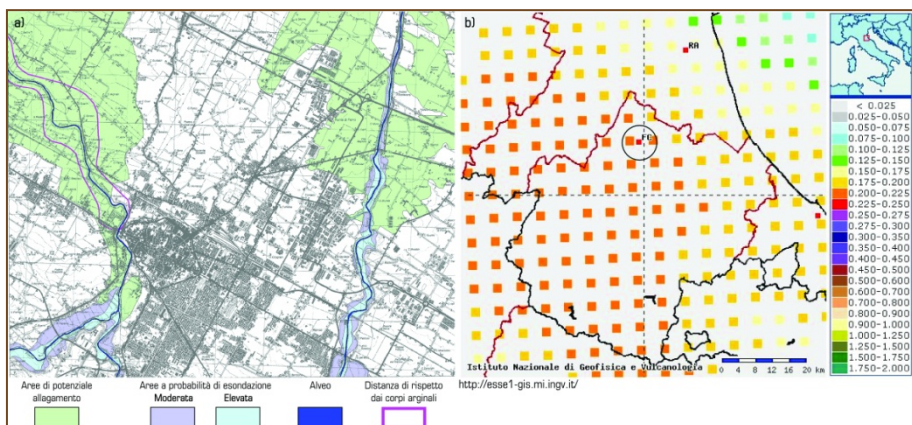 a)
Aree di potenziale
allagamento
Aree a probabilità di esondazione
Moderata
Elevata
Alveo
Distanza di rispetto
dai corpi arginali
b)
RA
FC
Istituto Nazionale di Geofisica e Vulcanologia
0 4 8 12 16 20 km
http://esse1-gis.mi.ingv.it/
< 0.025
0.025-0.050
0.050-0.075
0.075-0.100
0.100-0.125
0.125-0.150
0.150-0.175
0.175-0.200
0.200-0.225
0.225-0.250
0.250-0.275
0.275-0.300
0.300-0.350
0.350-0.400
0.400-0.450
0.450-0.500
0.500-0.600
0.600-0.700
0.700-0.800
0.800-0.900
0.900-1.000
1.000-1.250
1.250-1.500
1.500-1.750
1.750-2.000